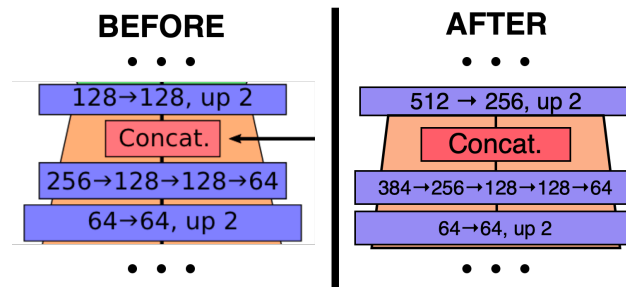 BEFORE
• • •
128→128, up 2
Concat.
256→128→128→64
64→64, up 2
• • •
AFTER
• • •
512 → 256, up 2
Concat.
384→256→128→128→64
64→64, up 2
• • •